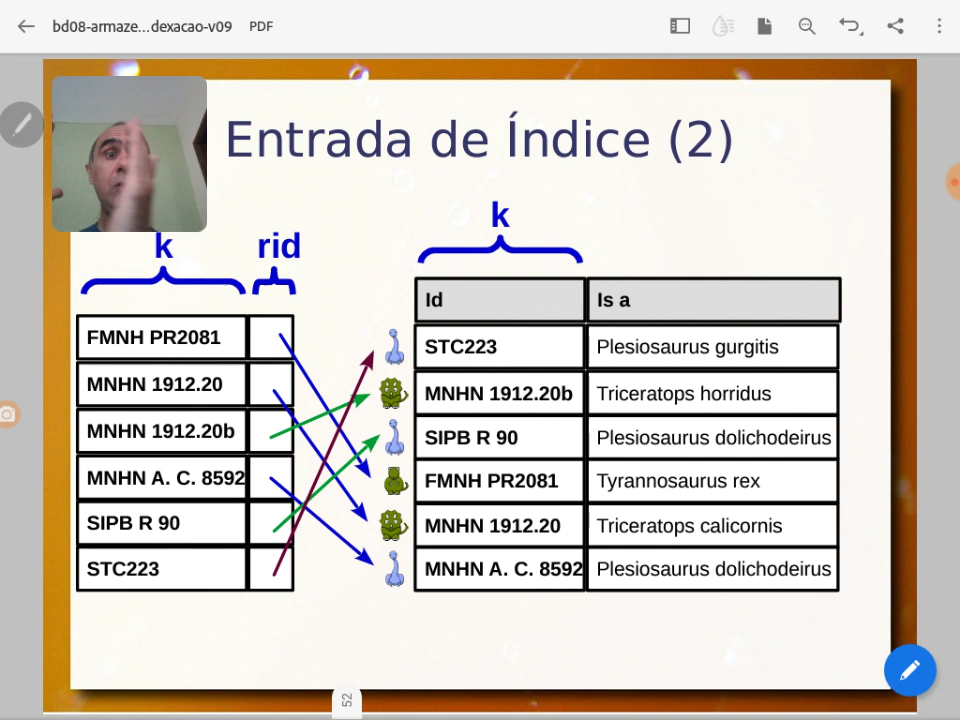 bd08-armaze...dexacao-v09 PDF
Entrada de Índice (2)
k
k rid
Id Is a
FMNH PR2081
MNHN 1912.20
MNHN 1912.20b
MNHN A. C. 8592
SIPB R 90
STC223
STC223 Plesiosaurus gurgitis
MNHN 1912.20b Triceratops horridus
SIPB R 90 Plesiosaurus dolichodeirus
FMNH PR2081 Tyrannosaurus rex
MNHN 1912.20 Triceratops calicornis
MNHN A. C. 8592 Plesiosaurus dolichodeirus
52